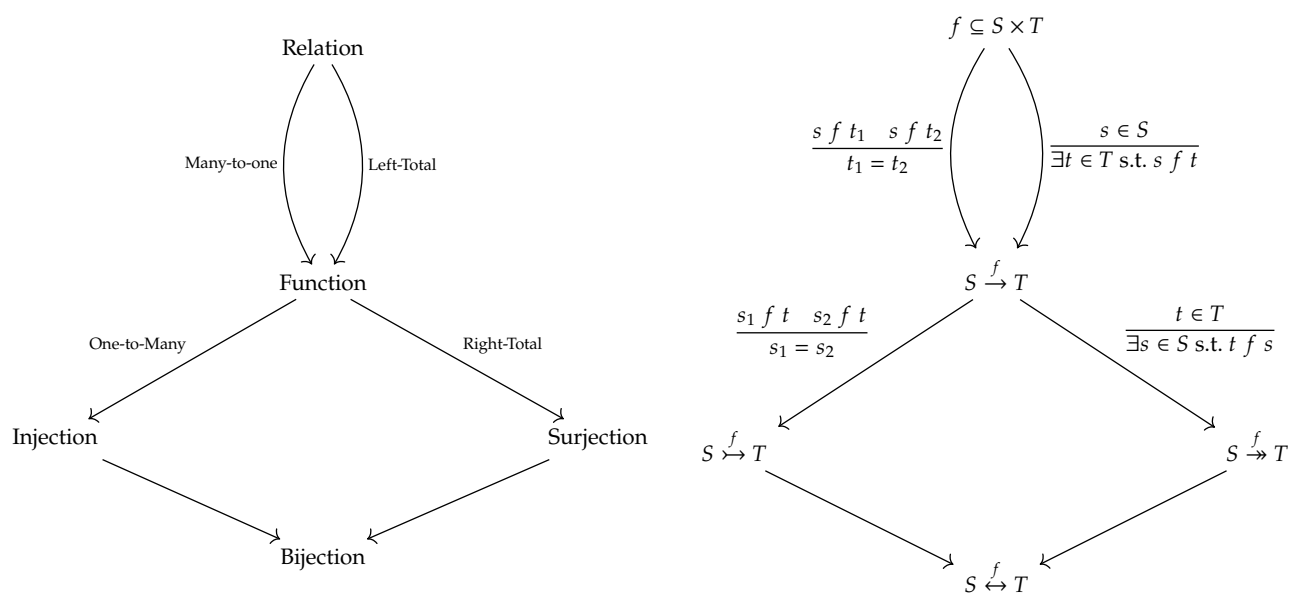 Relation
Many-to-one
Left-Total
Function
One-to-Many
Right-Total
Injection
Surjection
Bijection
f ⊆ S × T
s f t₁ s f t₂
t₁ = t₂
s ∈ S
∃t ∈ T s.t. s f t
f
S → T
s₁ f t s₂ f t
s₁ = s₂
t ∈ T
∃s ∈ S s.t. t f s
f
S ↣ T
f
S ↠ T
f
S ↔ T